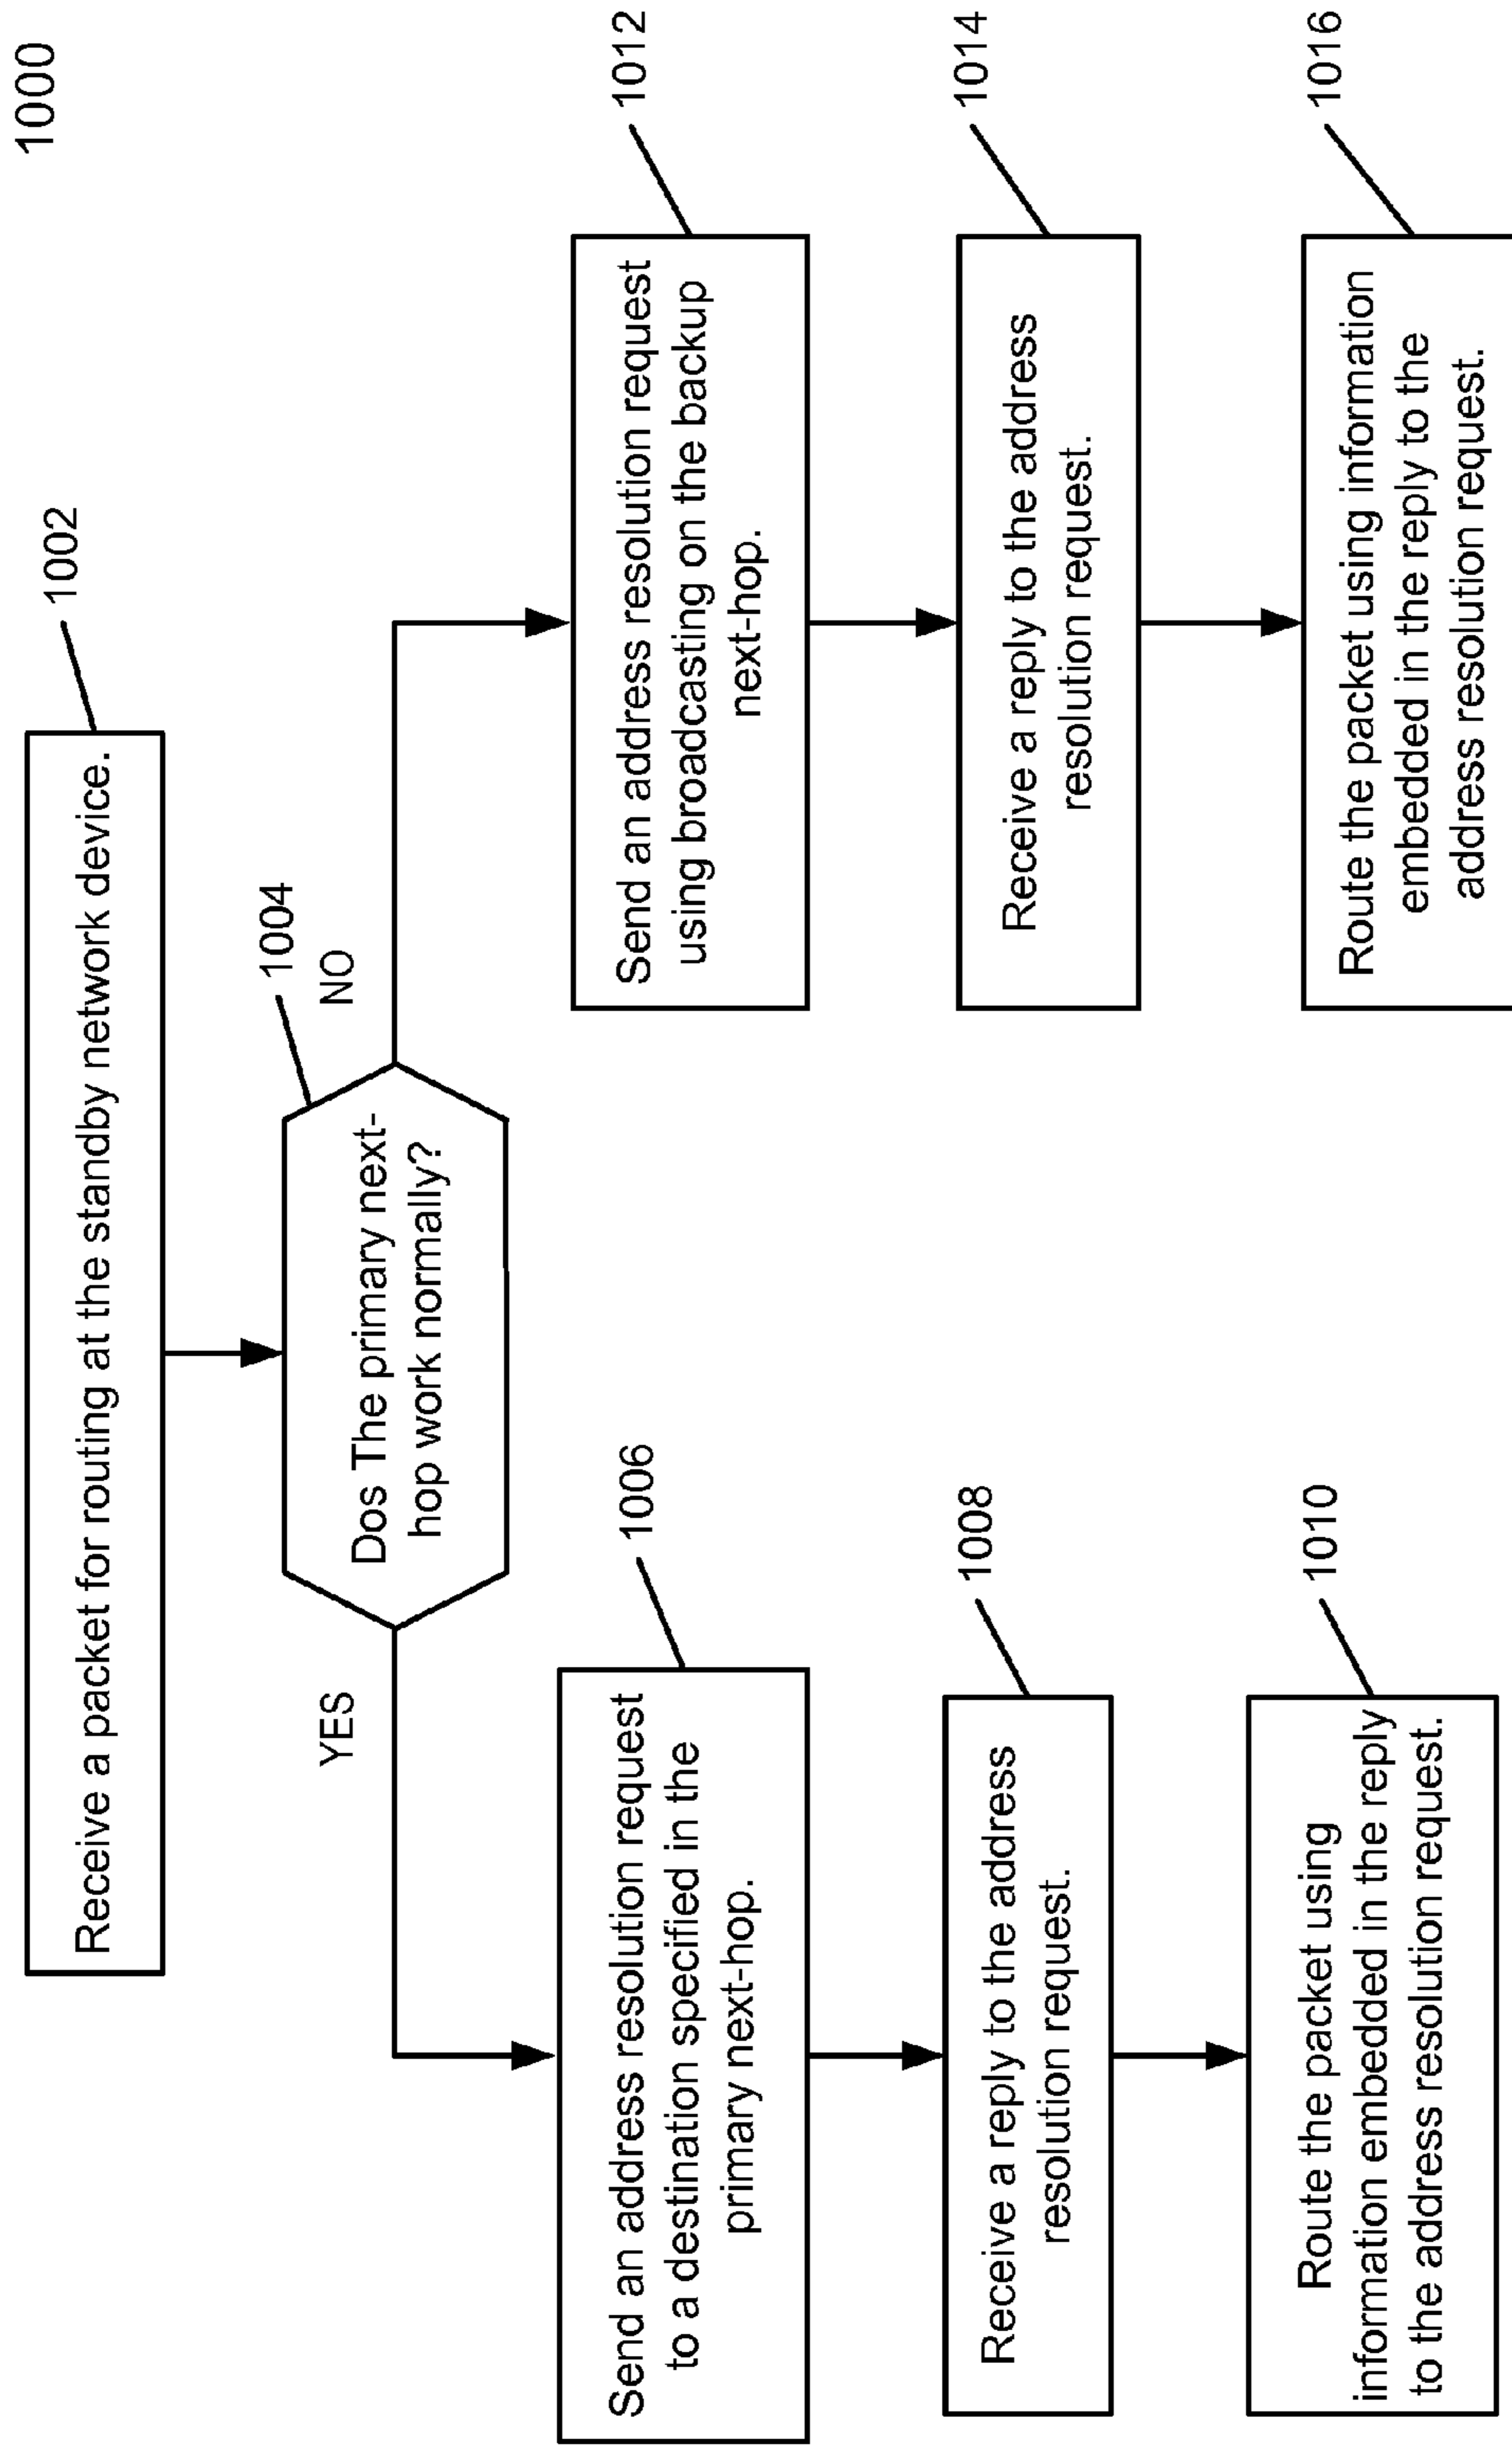 1000
Receive a packet for routing at the standby network device.
1002
Dos The primary next-
hop work normally?
1004
YES
NO
Send an address resolution request
to a destination specified in the
primary next-hop.
1006
Receive a reply to the address
resolution request.
1008
Route the packet using
information embedded in the reply
to the address resolution request.
1010
Send an address resolution request
using broadcasting on the backup
next-hop.
1012
Receive a reply to the address
resolution request.
1014
Route the packet using information
embedded in the reply to the
address resolution request.
1016